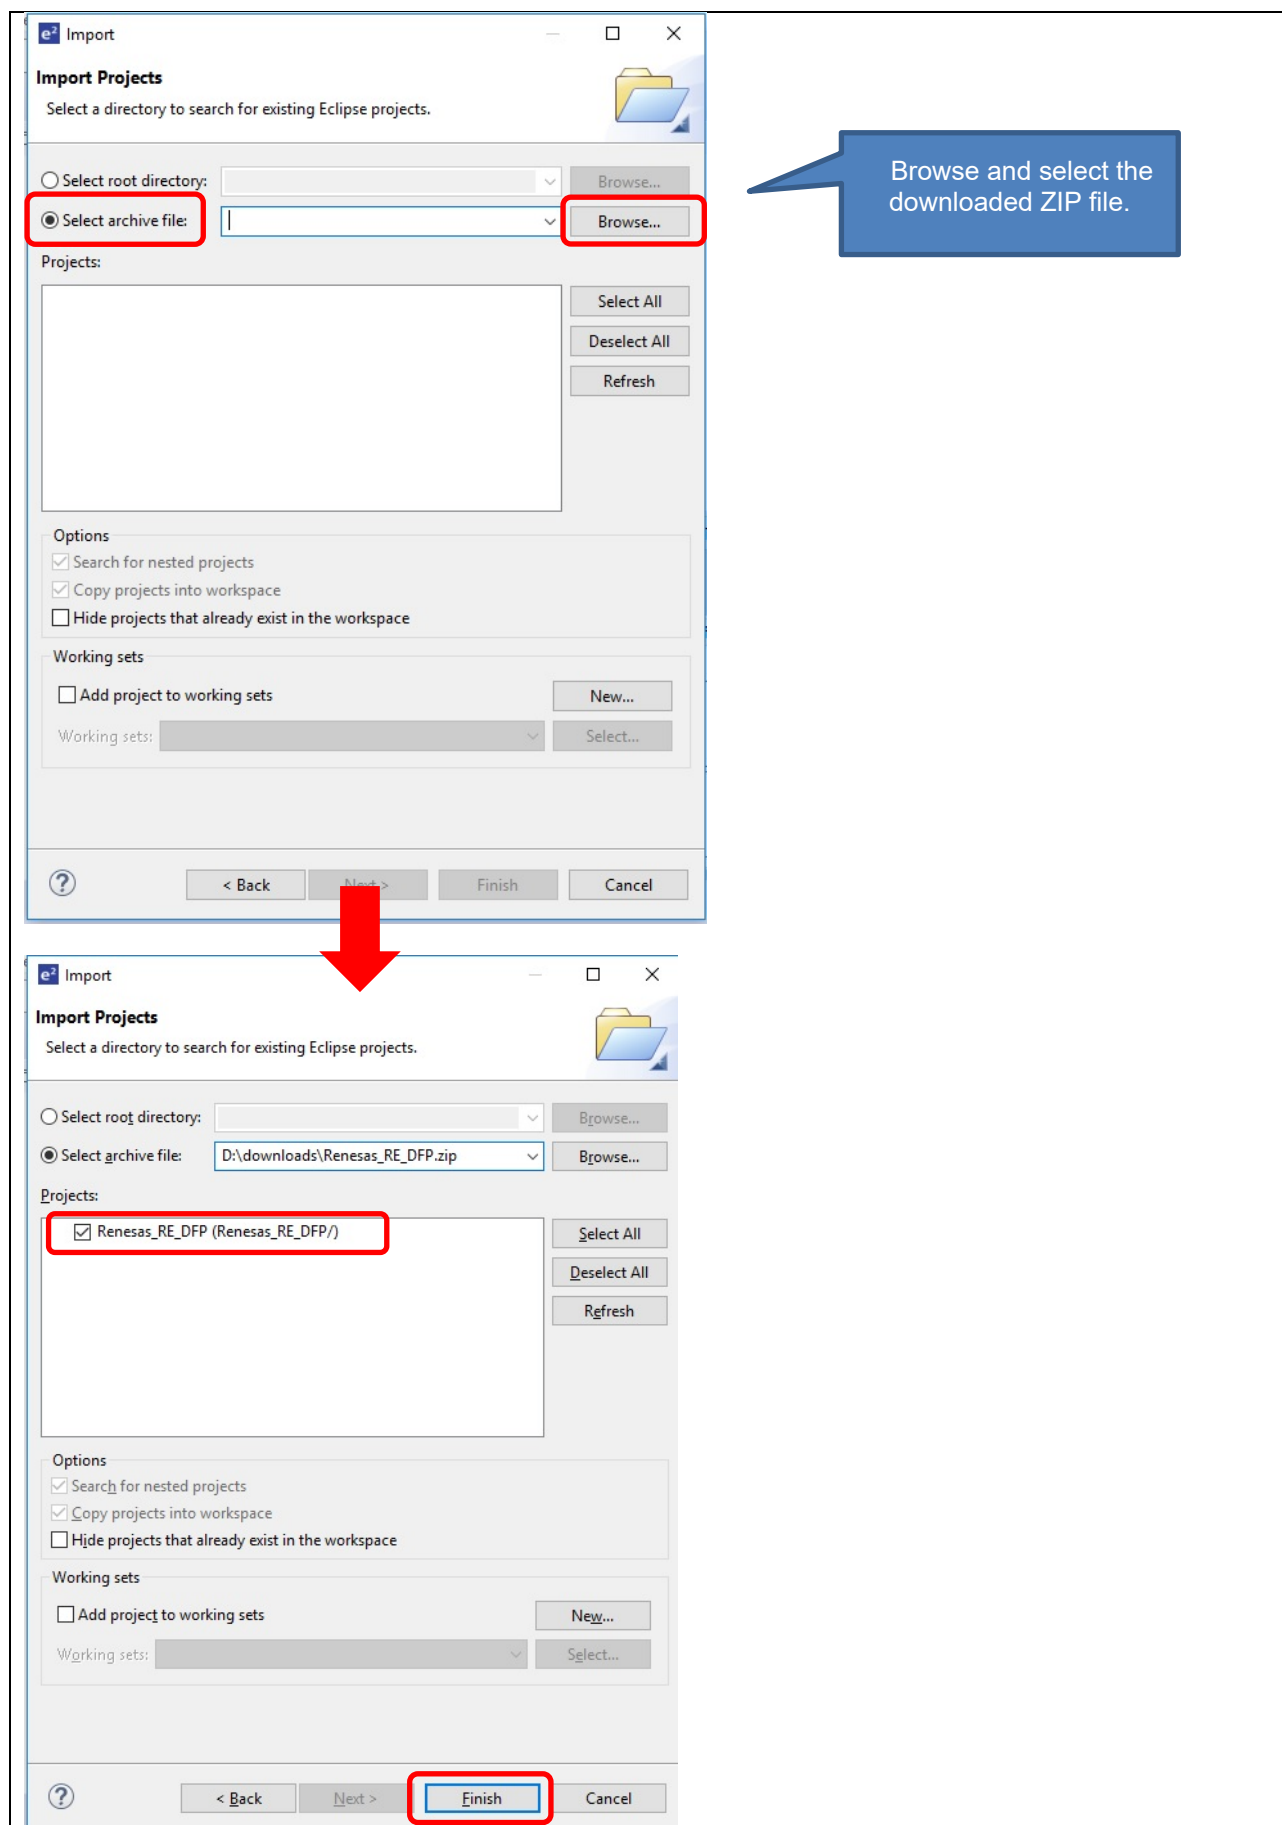 e² Import
Import Projects
Select a directory to search for existing Eclipse projects.
Select root directory:
Browse...
Select archive file:
Browse...
Browse and select the
downloaded ZIP file.
Projects:
Select All
Deselect All
Refresh
Options
Search for nested projects
Copy projects into workspace
Hide projects that already exist in the workspace
Working sets
Add project to working sets
New...
Working sets:
Select...
?
< Back
Next >
Finish
Cancel
e² Import
Import Projects
Select a directory to search for existing Eclipse projects.
Select root directory:
Browse...
Select archive file:
D:\downloads\Renesas_RE_DFP.zip
Browse...
Projects:
Renesas_RE_DFP (Renesas_RE_DFP/)
Select All
Deselect All
Refresh
Options
Search for nested projects
Copy projects into workspace
Hide projects that already exist in the workspace
Working sets
Add project to working sets
New...
Working sets:
Select...
?
< Back
Next >
Finish
Cancel